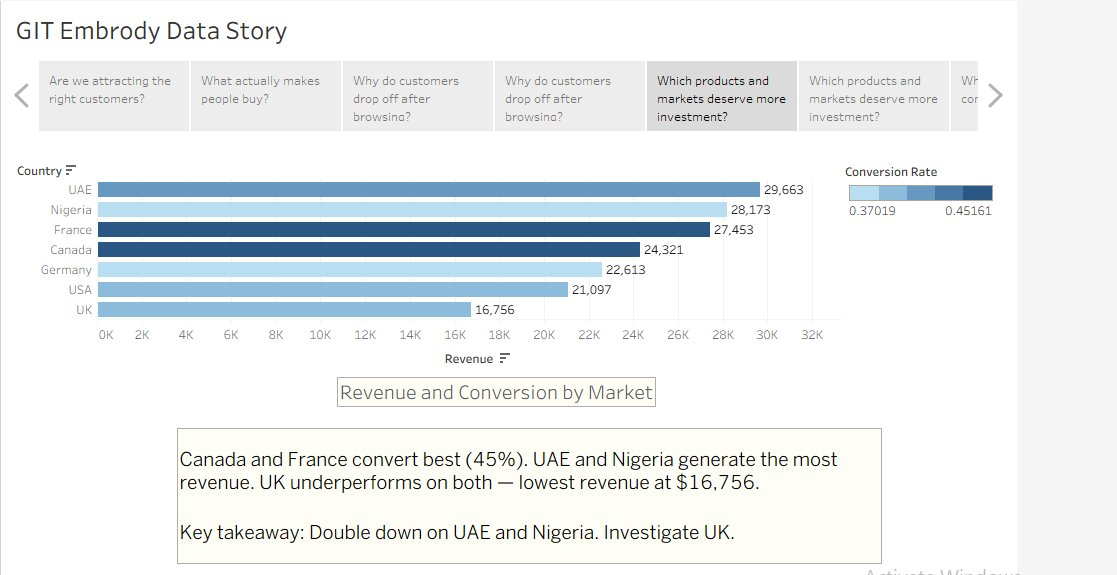 GIT Embrody Data Story
Are we attracting the
right customers?
What actually makes
people buy?
Why do customers
drop off after
browsing?
Why do customers
drop off after
browsing?
Which products and
markets deserve more
investment?
Which products and
markets deserve more
investment?
Country
UAE 29,663
Nigeria 28,173
France 27,453
Canada 24,321
Germany 22,613
USA 21,097
UK 16,756
0K 2K 4K 6K 8K 10K 12K 14K 16K 18K 20K 22K 24K 26K 28K 30K 32K
Revenue
Conversion Rate
0.37019 0.45161
Revenue and Conversion by Market
Canada and France convert best (45%). UAE and Nigeria generate the most
revenue. UK underperforms on both — lowest revenue at $16,756.
Key takeaway: Double down on UAE and Nigeria. Investigate UK.